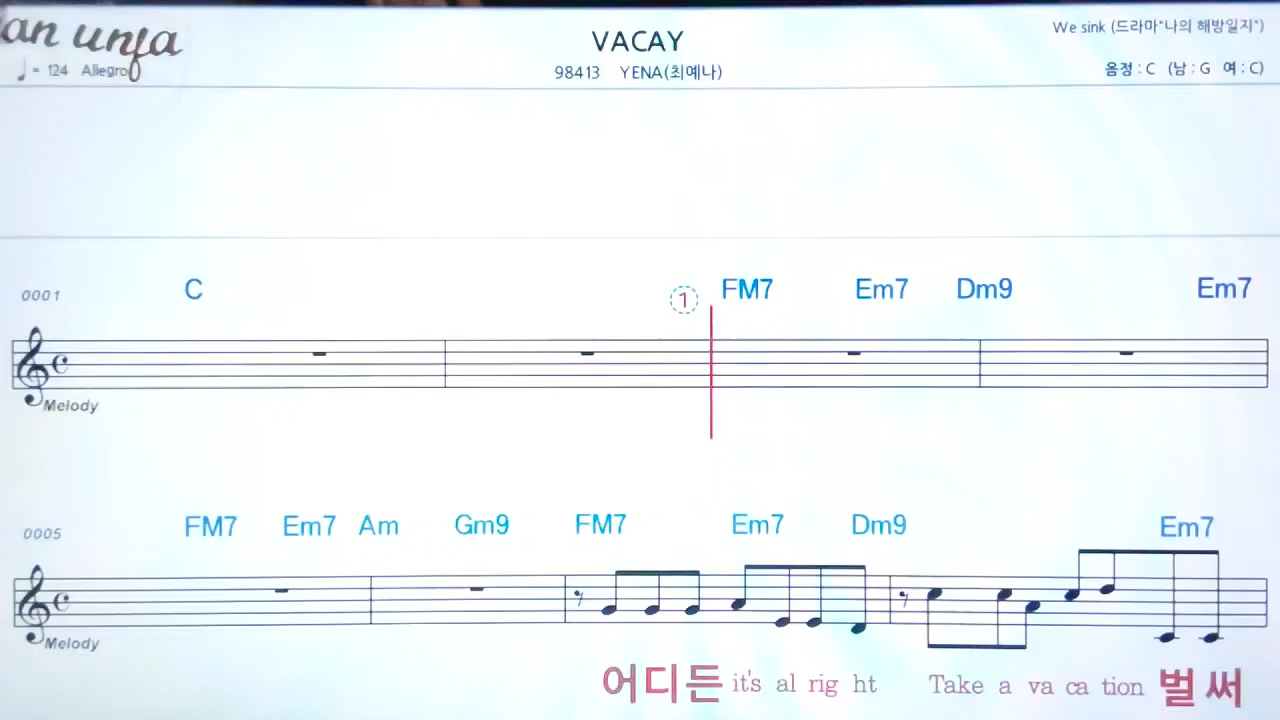 an unfa
VACAY
We sink (드라마"나의 해방일지")
♩= 124 Allegro
98413 YENA(최예나)
음정 : C (남 : G 여 : C)
0001 C ① FM7 Em7 Dm9 Em7
Melody
0005 FM7 Em7 Am Gm9 FM7 Em7 Dm9 Em7
Melody
어디든 it's al rig ht Take a va ca tion 벌써